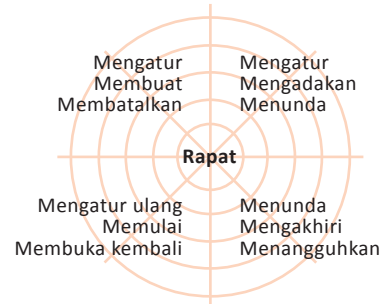 Mengatur
Membuat
Membatalkan
Mengatur
Mengadakan
Menunda
Rapat
Mengatur ulang
Memulai
Membuka kembali
Menunda
Mengakhiri
Menangguhkan